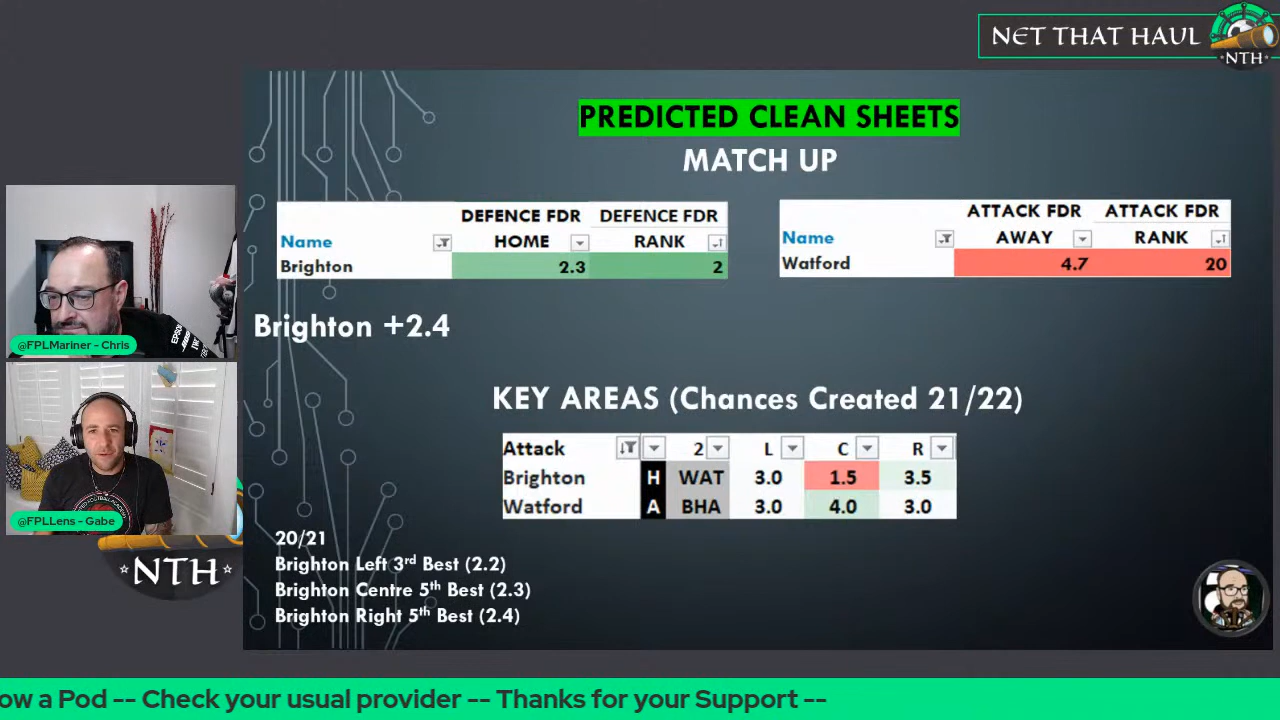 NET THAT HAUL
NTH
PREDICTED CLEAN SHEETS
MATCH UP
DEFENCE FDR DEFENCE FDR
Name HOME RANK
Brighton 2.3 2
ATTACK FDR ATTACK FDR
Name AWAY RANK
Watford 4.7 20
Brighton +2.4
@FPLMariner - Chris
KEY AREAS (Chances Created 21/22)
Attack 2 L C R
Brighton H WAT 3.0 1.5 3.5
Watford A BHA 3.0 4.0 3.0
@FPLLens - Gabe
NTH
20/21
Brighton Left 3rd Best (2.2)
Brighton Centre 5th Best (2.3)
Brighton Right 5th Best (2.4)
ow a Pod -- Check your usual provider -- Thanks for your Support --